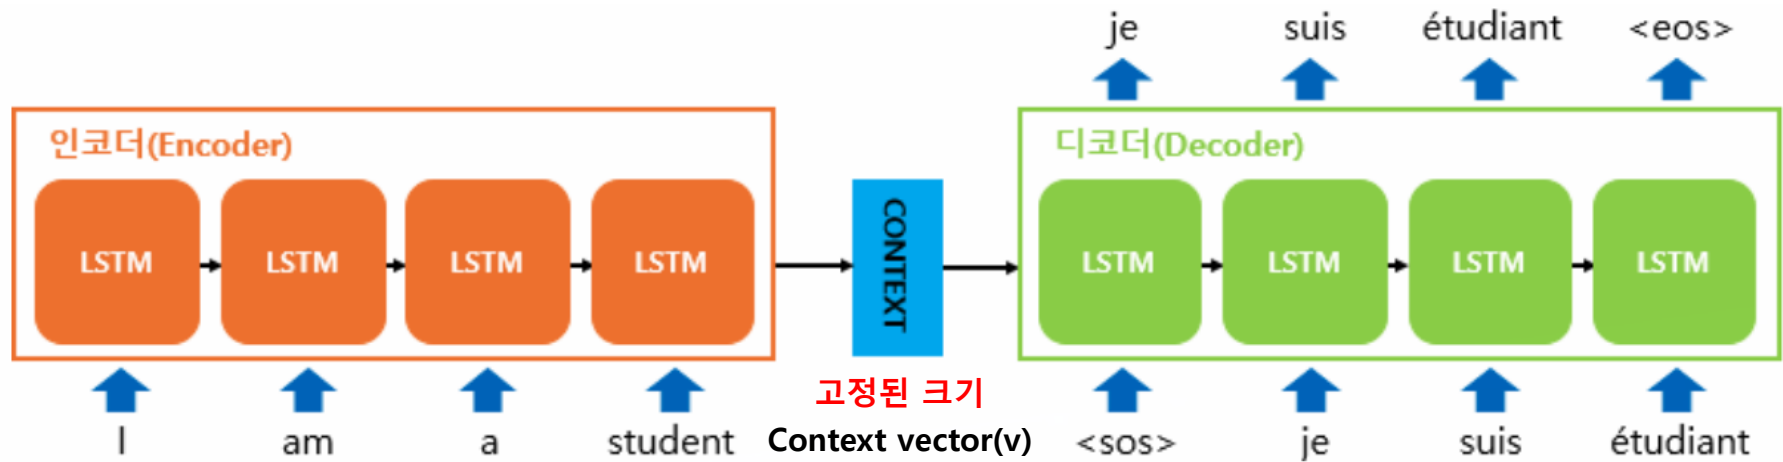 je suis étudiant <eos>
인코더(Encoder)
디코더(Decoder)
LSTM LSTM LSTM LSTM
CONTEXT
LSTM LSTM LSTM LSTM
고정된 크기
I am a student
Context vector(v)
<sos> je suis étudiant